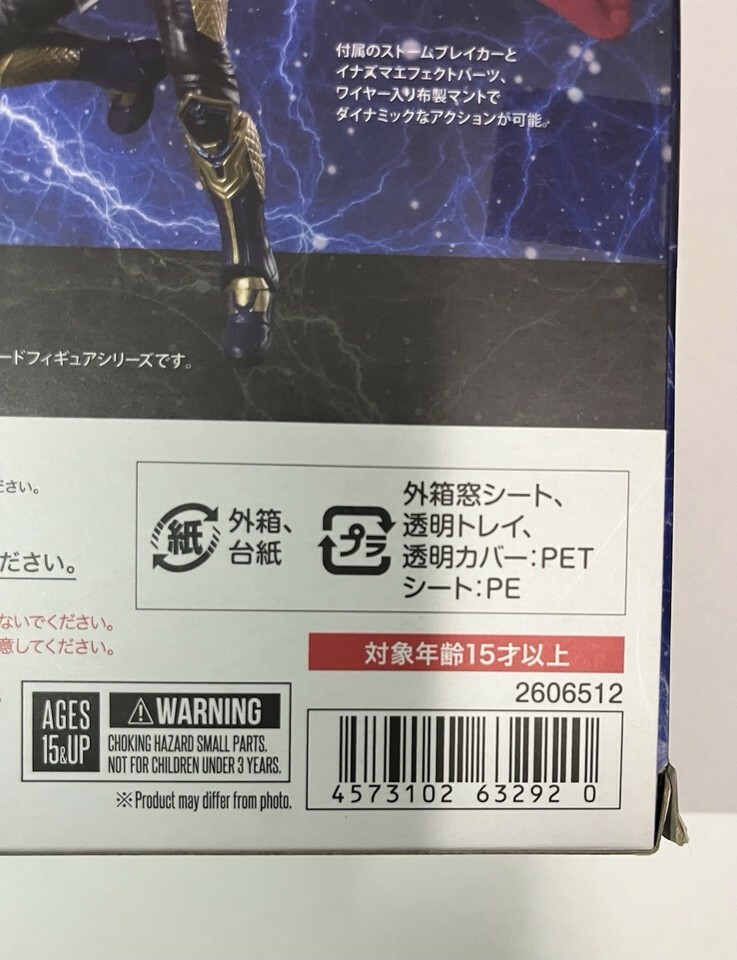 付属のストームブレイカーと
イナズマエフェクトパーツ、
ワイヤー入り布製マントで
ダイナミックなアクションが可能。
ードフィギュアシリーズです。
ださい。
ください。
ないでください。
意してください。
紙
外箱、
台紙
プラ
外箱窓シート、
透明トレイ、
透明カバー:PET
シート:PE
対象年齢15才以上
2606512
AGES
15&UP
WARNING
CHOKING HAZARD SMALL PARTS.
NOT FOR CHILDREN UNDER 3 YEARS.
※Product may differ from photo.
4573102 63292 0